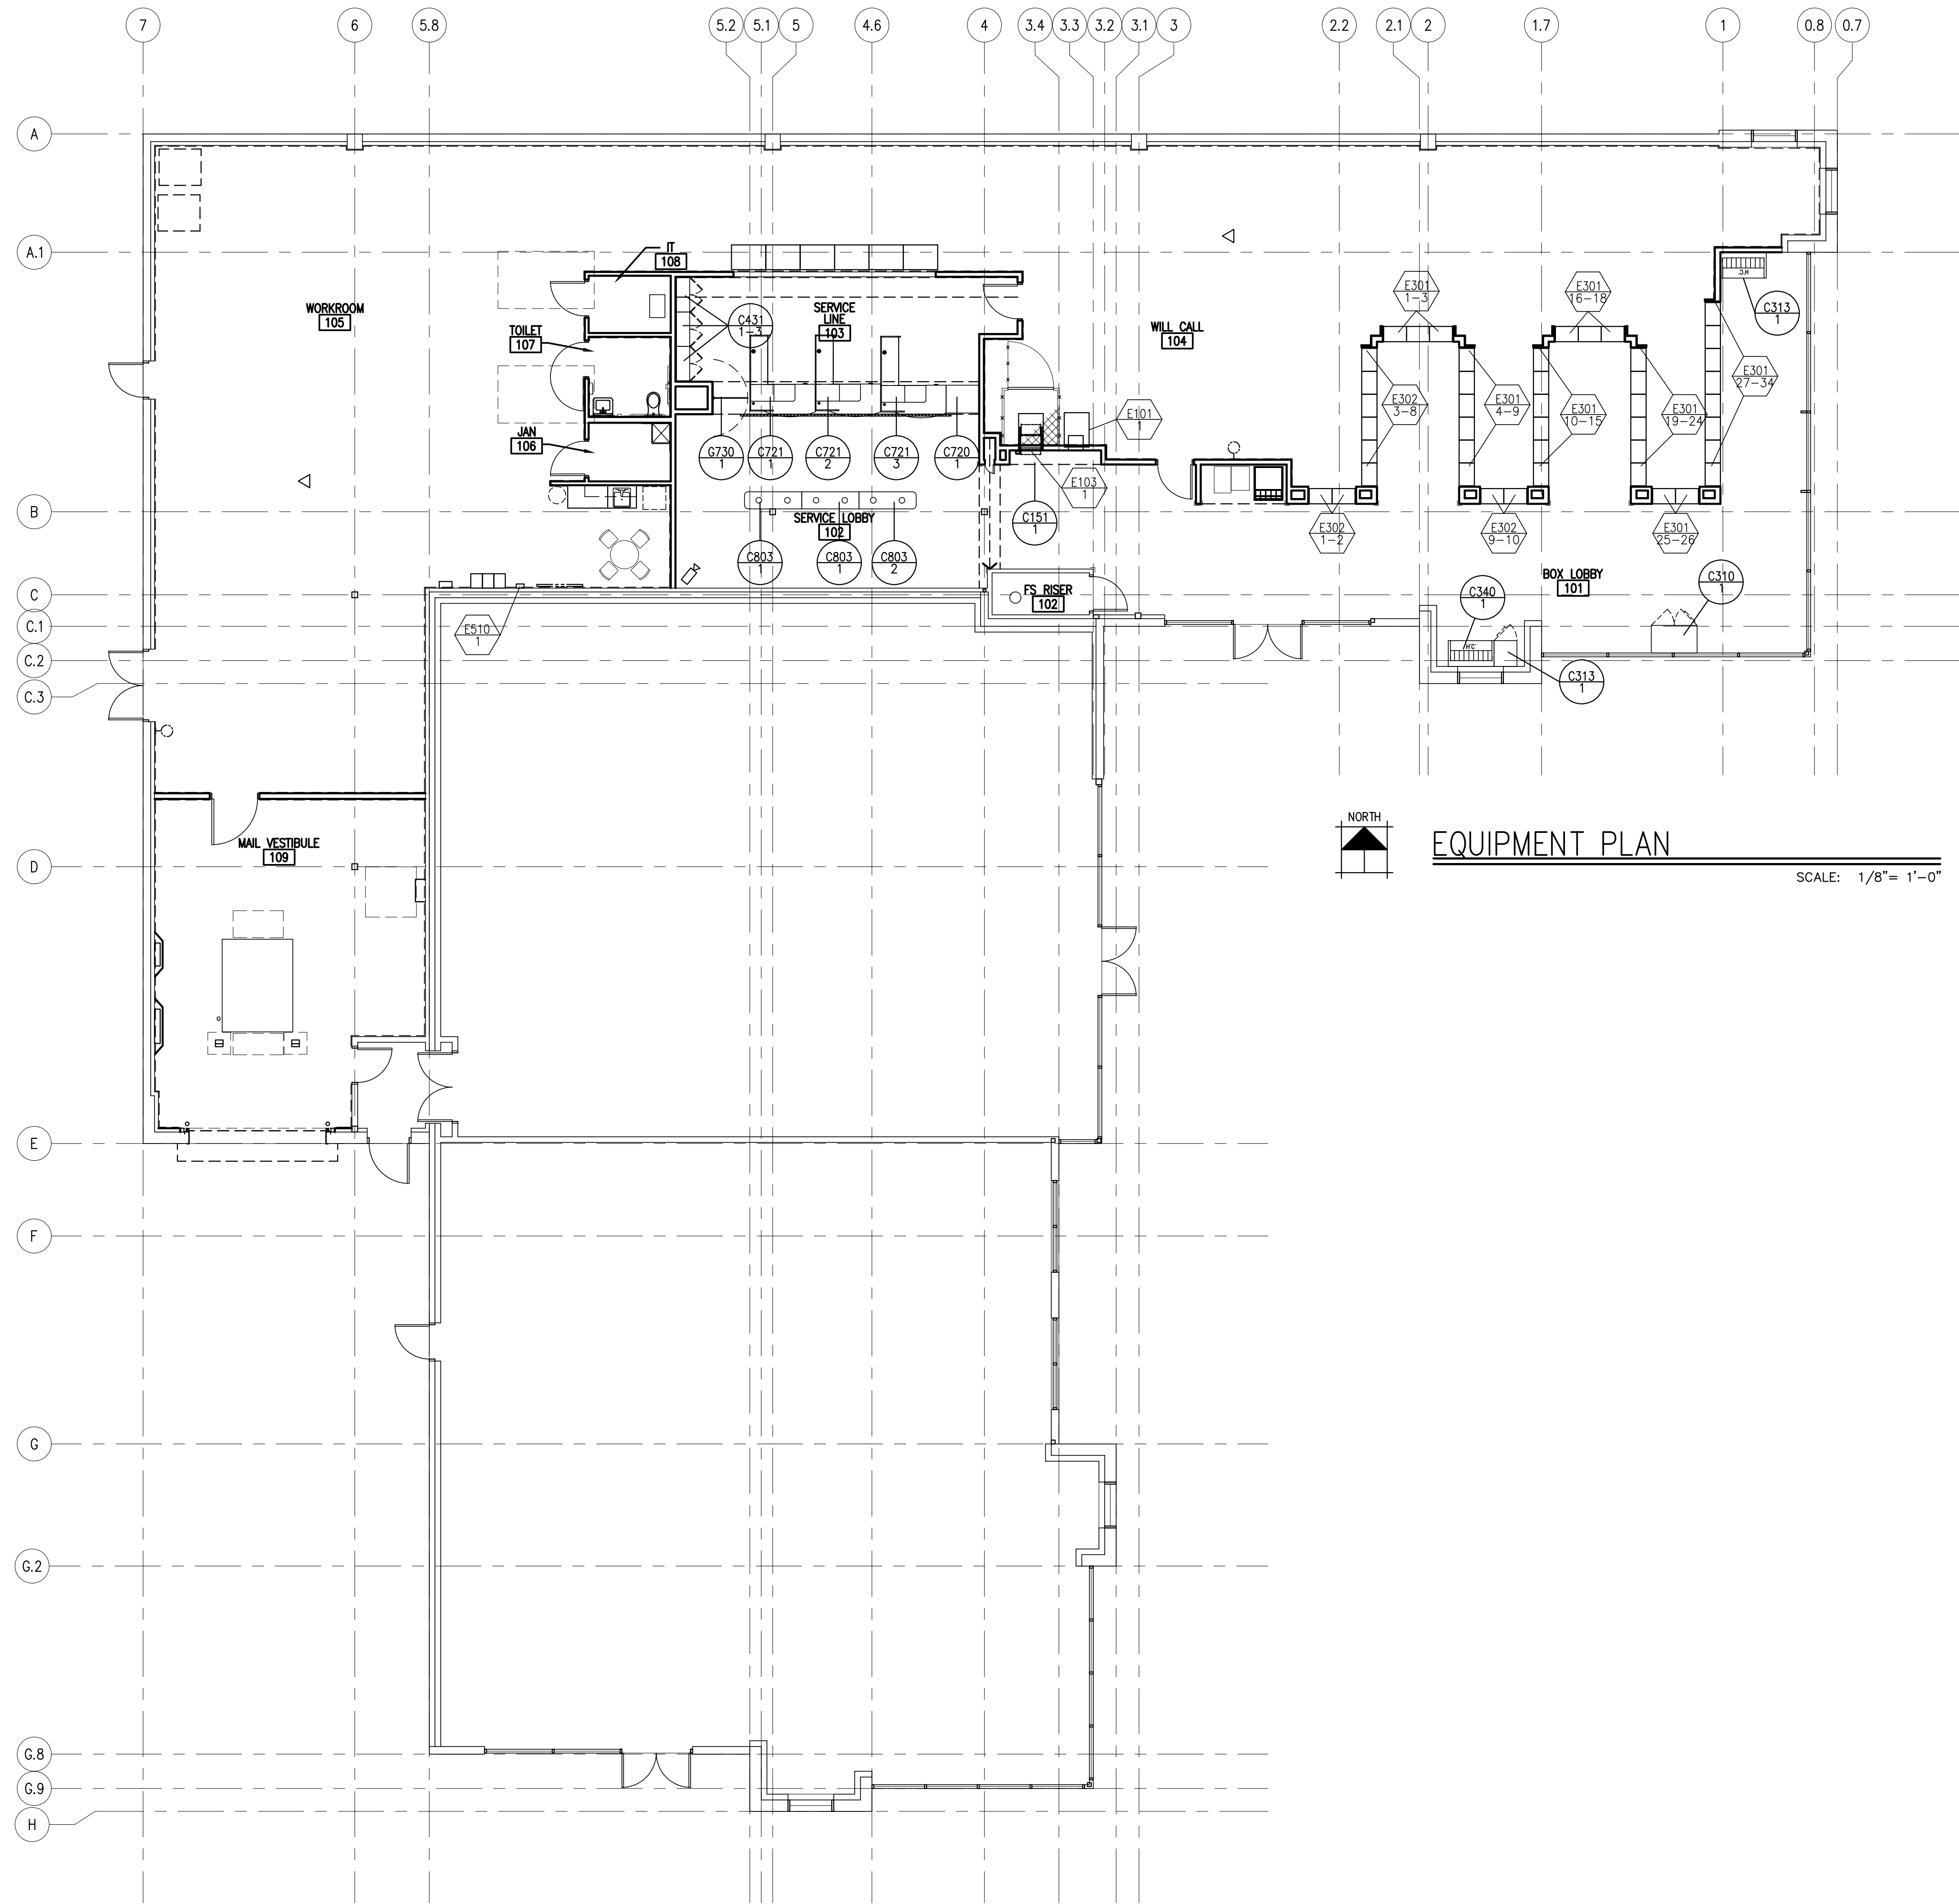 7
6
5.8
5.2
5.1
5
4.6
4
3.4
3.3
3.2
3.1
3
2.2
2.1
2
1.7
1
0.8
0.7
A
A.1
B
C
C.1
C.2
C.3
D
E
F
G
G.2
G.8
G.9
H
IT
108
WORKROOM
105
TOILET
107
JAN
106
SERVICE
LINE
103
C431
1-3
WILL CALL
104
E301
1-3
E301
16-18
H.C.
C313
1
E301
27-34
E302
3-8
E301
4-9
E301
10-15
E301
19-24
E101
1
G730
1
C721
1
C721
2
C721
3
C720
1
E103
1
C151
1
SERVICE LOBBY
102
E302
1-2
E302
9-10
E301
25-26
C803
1
C803
1
C803
2
FS RISER
102
BOX LOBBY
101
C340
1
C310
1
E510
1
H.C.
C313
1
MAIL VESTIBULE
109
NORTH
EQUIPMENT PLAN
SCALE: 1/8"= 1'-0"